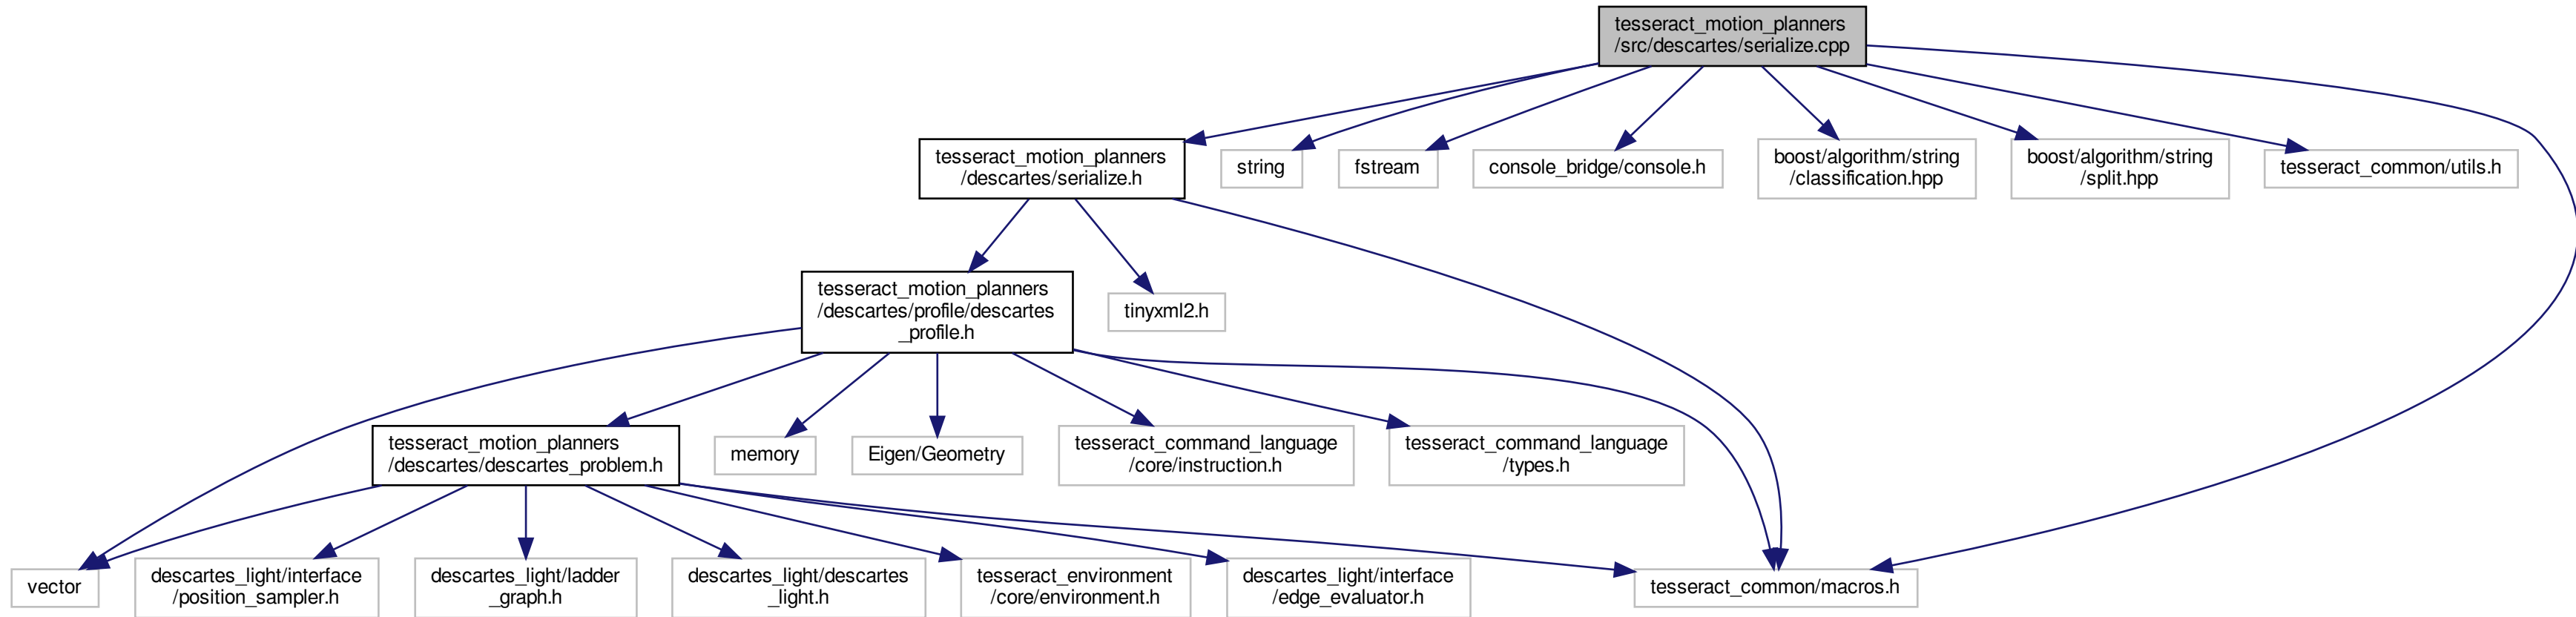 tesseract_motion_planners
/src/descartes/serialize.cpp
tesseract_motion_planners
/descartes/serialize.h
string
fstream
console_bridge/console.h
boost/algorithm/string
/classification.hpp
boost/algorithm/string
/split.hpp
tesseract_common/utils.h
tesseract_motion_planners
/descartes/profile/descartes
_profile.h
tinyxml2.h
tesseract_motion_planners
/descartes/descartes_problem.h
memory
Eigen/Geometry
tesseract_command_language
/core/instruction.h
tesseract_command_language
/types.h
vector
descartes_light/interface
/position_sampler.h
descartes_light/ladder
_graph.h
descartes_light/descartes
_light.h
tesseract_environment
/core/environment.h
descartes_light/interface
/edge_evaluator.h
tesseract_common/macros.h